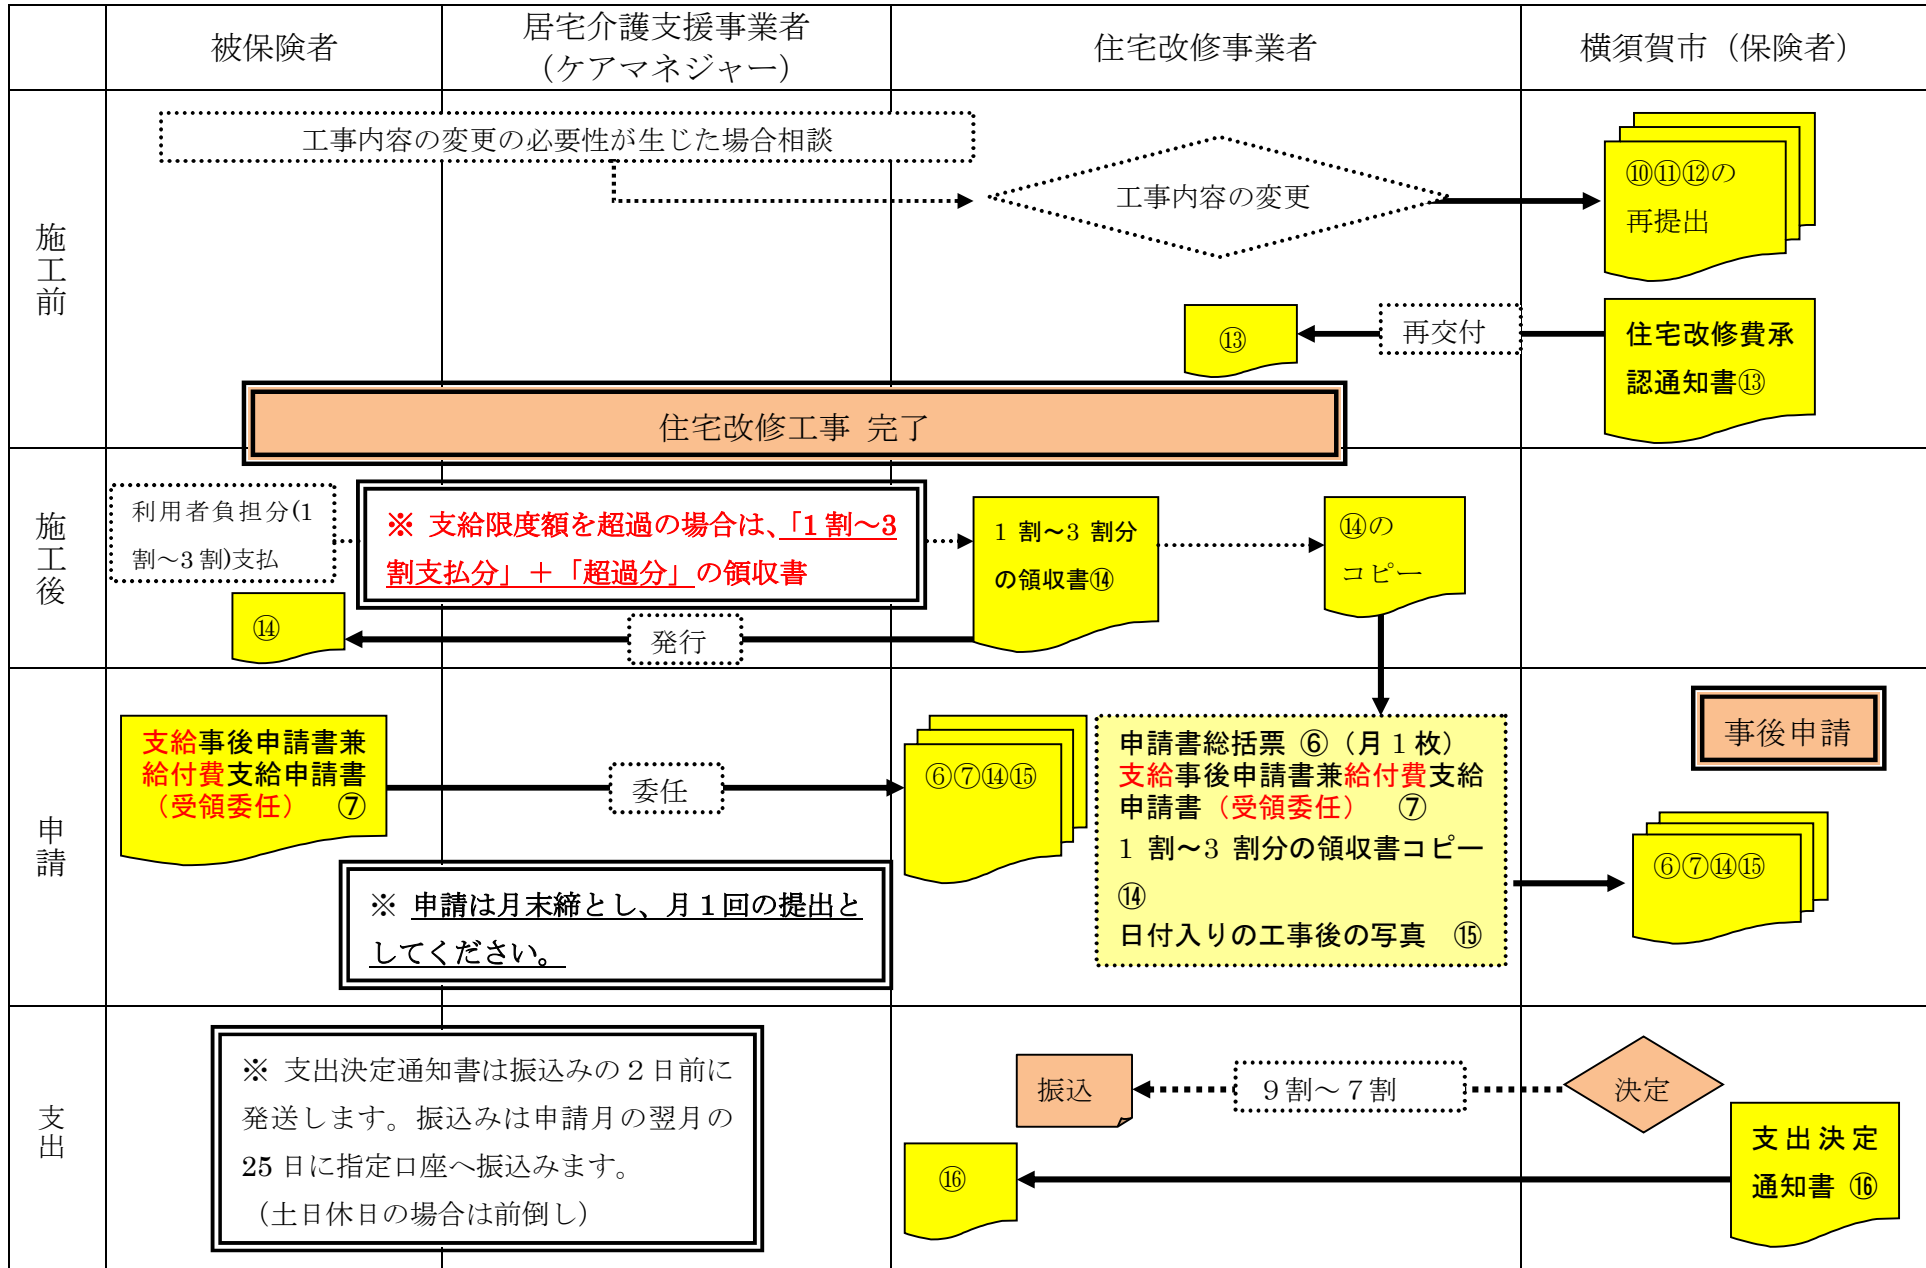 被保険者
居宅介護支援事業者
（ケアマネジャー）
住宅改修事業者
横須賀市（保険者）
施工前
工事内容の変更の必要性が生じた場合相談
工事内容の変更
⑩⑪⑫の
再提出
⑬
再交付
住宅改修費承
認通知書⑬
住宅改修工事 完了
施工後
利用者負担分(1
割～3割)支払
※ 支給限度額を超過の場合は、「1割～3
割支払分」＋「超過分」の領収書
1 割～3 割分
の領収書⑭
⑭の
コピー
⑭
発行
申請
支給事後申請書兼
給付費支給申請書
（受領委任） ⑦
委任
⑥⑦⑭⑮
申請書総括票 ⑥（月１枚）
支給事後申請書兼給付費支給
申請書（受領委任） ⑦
1 割～3 割分の領収書コピー
⑭
日付入りの工事後の写真 ⑮
事後申請
⑥⑦⑭⑮
※ 申請は月末締とし、月１回の提出と
してください。
支出
※ 支出決定通知書は振込みの２日前に
発送します。振込みは申請月の翌月の
25 日に指定口座へ振込みます。
（土日休日の場合は前倒し）
振込
９割～７割
決定
⑯
支出決定
通知書 ⑯